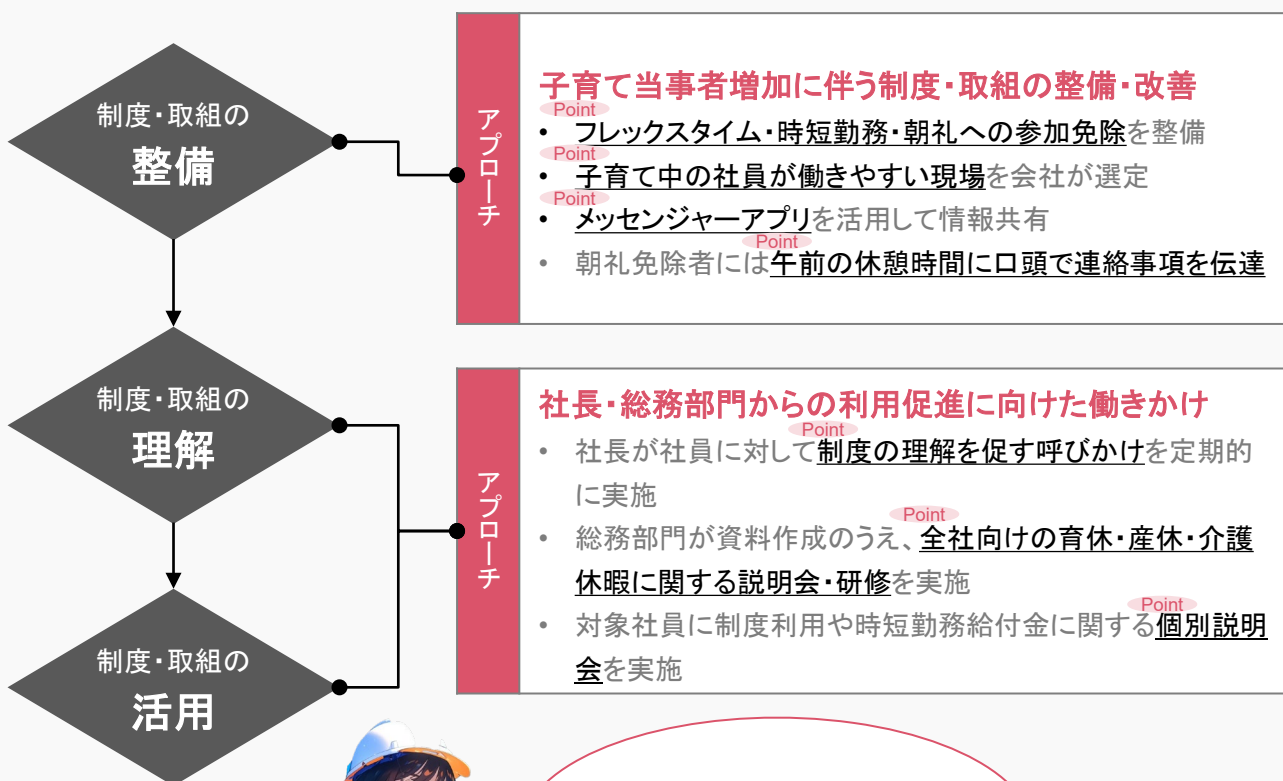 制度・取組の
整備
アプローチ
子育て当事者増加に伴う制度・取組の整備・改善
Point
• フレックスタイム・時短勤務・朝礼への参加免除を整備
Point
• 子育て中の社員が働きやすい現場を会社が選定
Point
• メッセンジャーアプリを活用して情報共有
Point
• 朝礼免除者には午前の休憩時間に口頭で連絡事項を伝達
制度・取組の
理解
アプローチ
社長・総務部門からの利用促進に向けた働きかけ
Point
• 社長が社員に対して制度の理解を促す呼びかけを定期的
に実施
Point
• 総務部門が資料作成のうえ、全社向けの育休・産休・介護
休暇に関する説明会・研修を実施
Point
• 対象社員に制度利用や時短勤務給付金に関する個別説明
会を実施
制度・取組の
活用